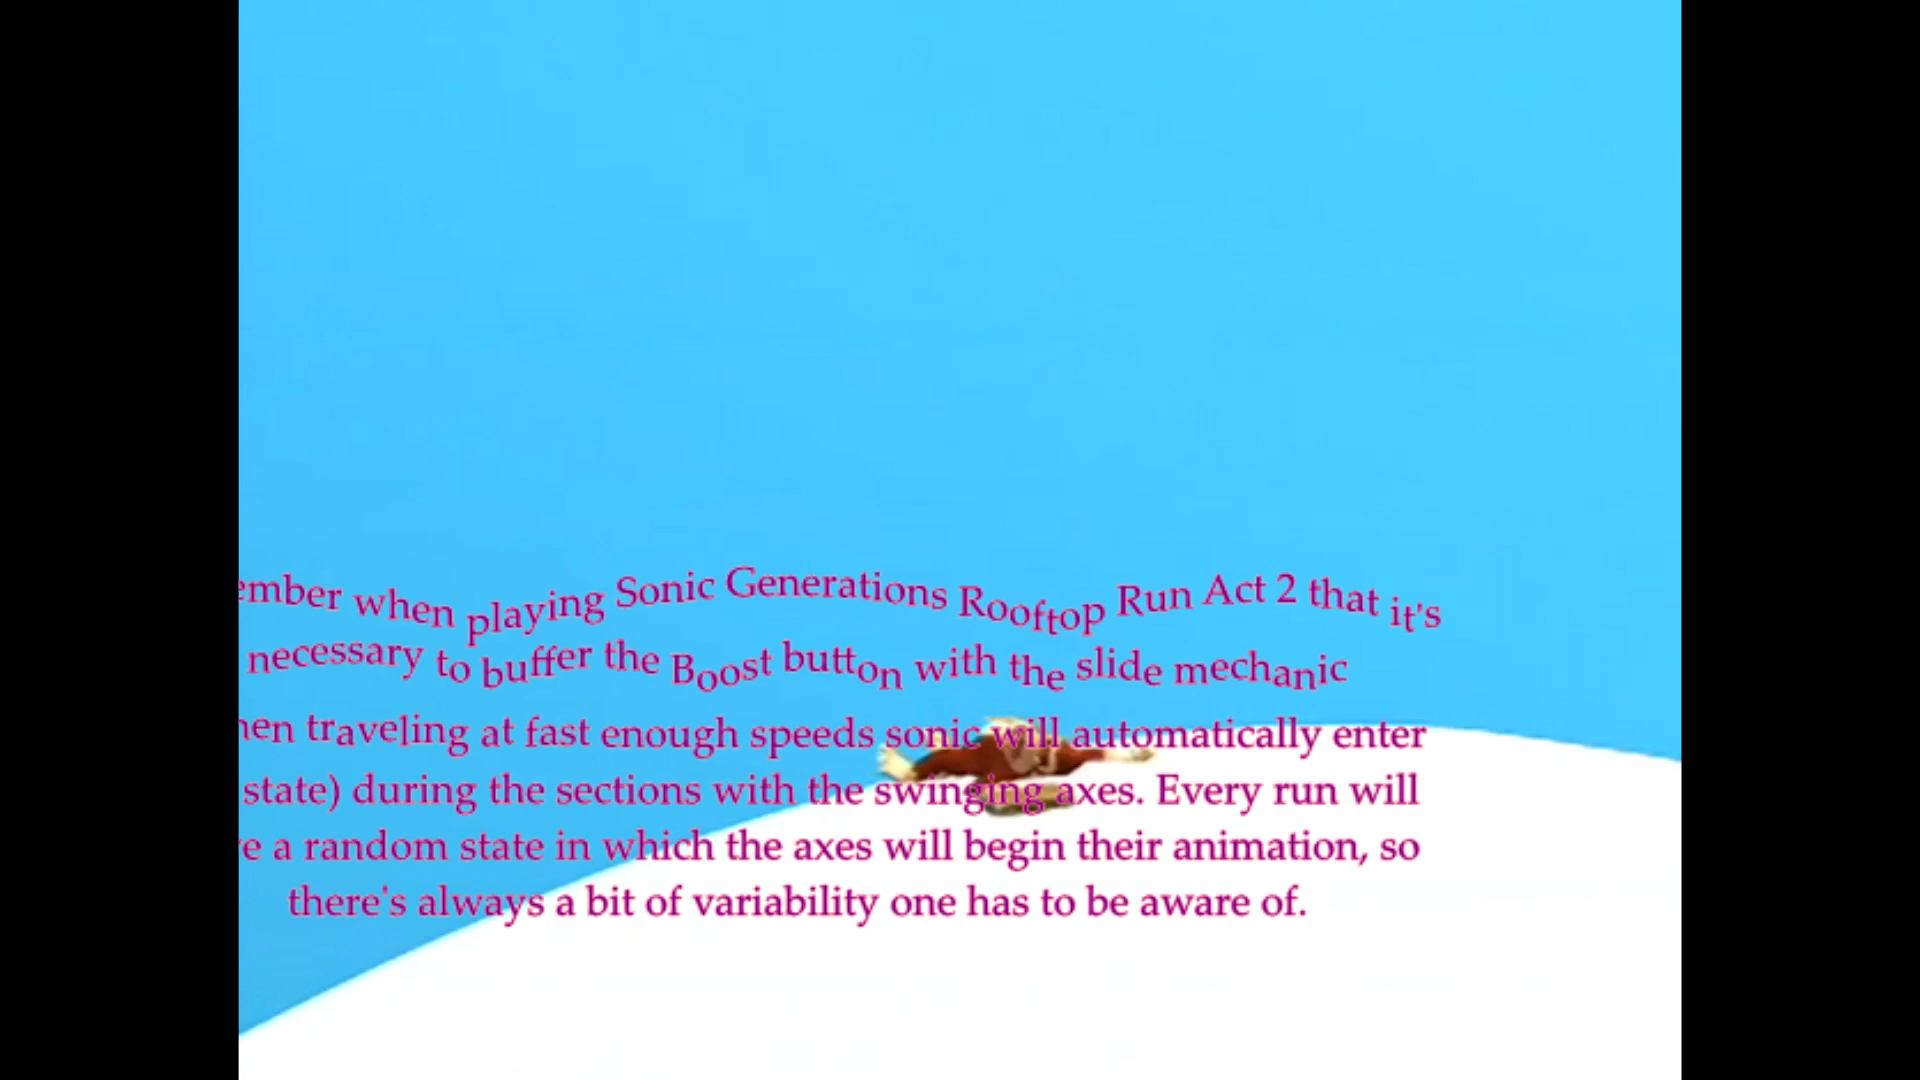 ember when playing Sonic Generations Rooftop Run Act 2 that it's
necessary to buffer the Boost button with the slide mechanic
hen traveling at fast enough speeds sonic will automatically enter
state) during the sections with the swinging axes. Every run will
e a random state in which the axes will begin their animation, so
there's always a bit of variability one has to be aware of.